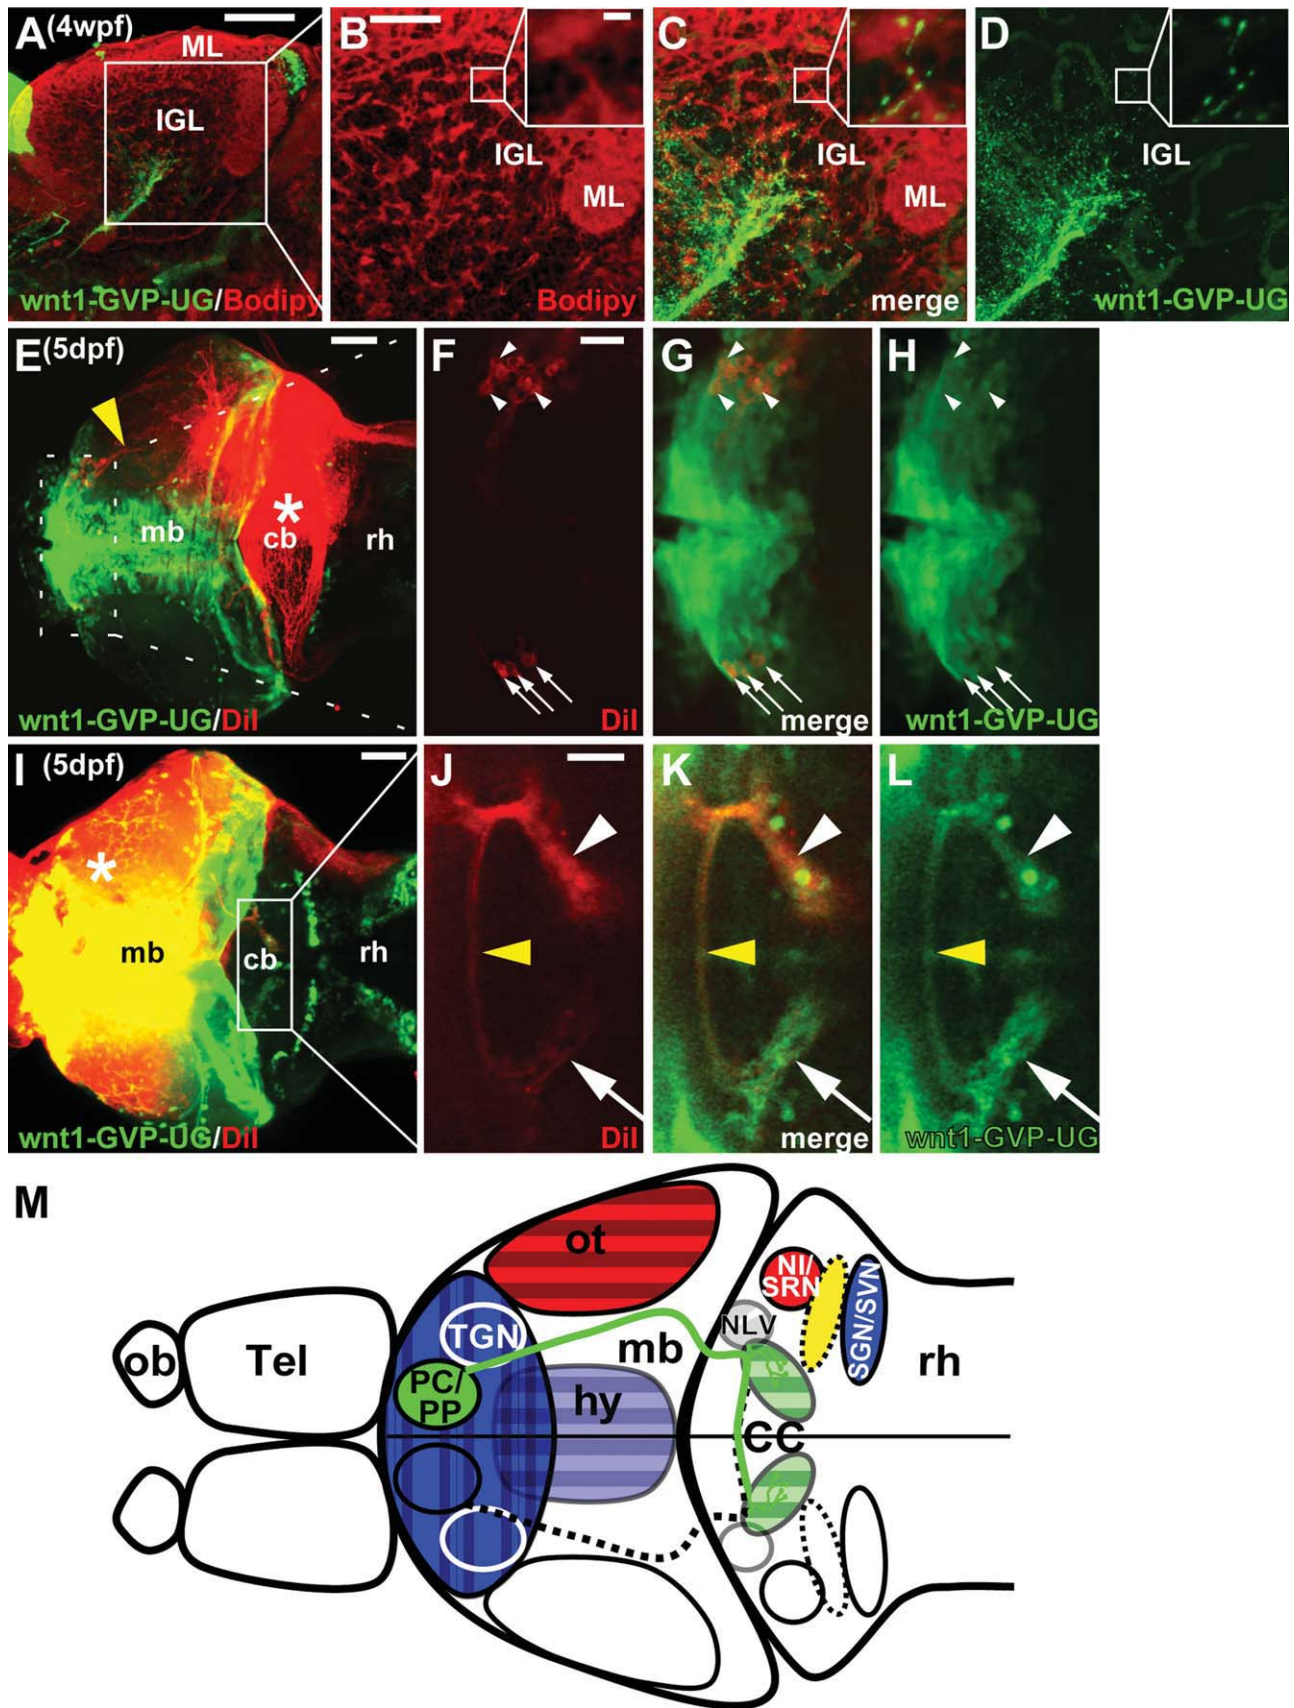 A (4wpf)
ML
IGL
wnt1-GVP-UG/Bodipy
B
IGL
ML
Bodipy
C
IGL
ML
merge
D
IGL
wnt1-GVP-UG
E (5dpf)
mb
*
cb
rh
wnt1-GVP-UG/DiI
F
DiI
G
merge
H
wnt1-GVP-UG
I (5dpf)
*
mb
cb
rh
wnt1-GVP-UG/DiI
J
DiI
K
merge
L
wnt1-GVP-UG
M
ot
NI/
SRN
SGN/SVN
NLV
TGN
mb
rh
ob
Tel
PC/
PP
hy
CC